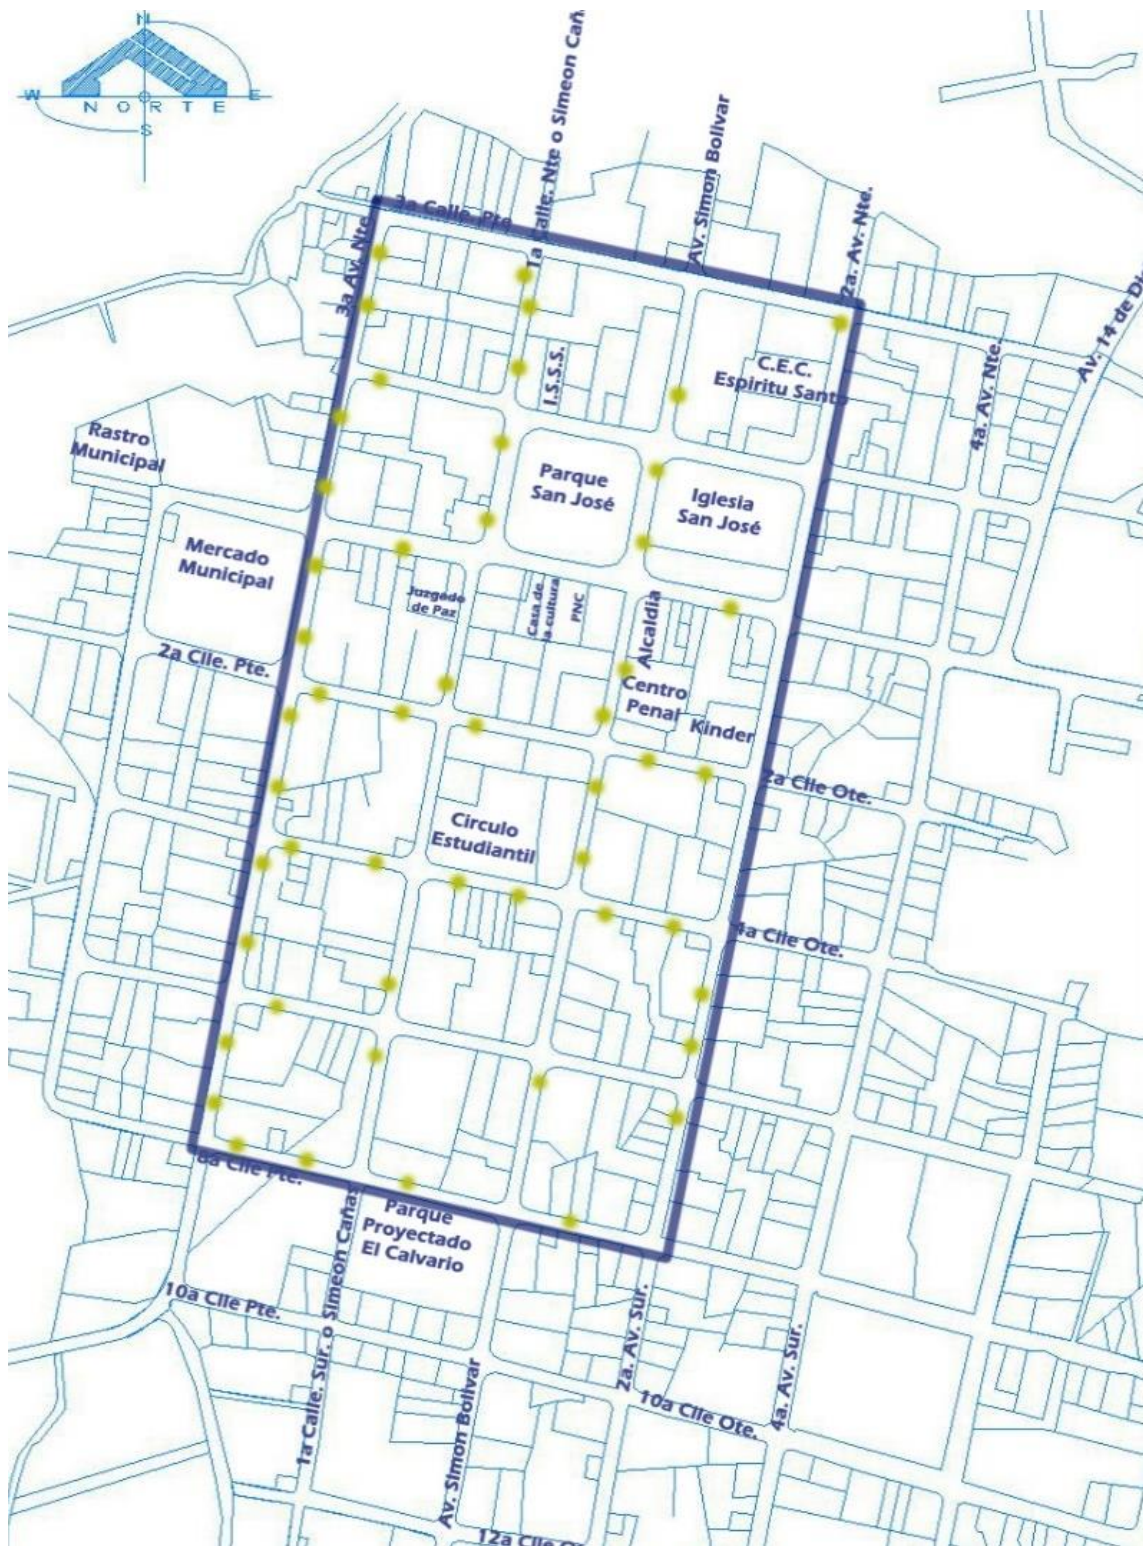 N
W E
NORTE
S
1a Calle. Nte o Simeon Cañ
Av. Simon Bolivar
3a Calle. Pte
3a Av. Nte.
2a. Av. Nte.
4a. Av. Nte.
Av. 14 de Di
I.S.S.S.
C.E.C.
Espiritu Sant
Rastro
Municipal
Parque
San José
Iglesia
San José
Mercado
Municipal
Juzgado
de Paz
Casa de
la cultura
PNC
Alcaldia
2a Clle. Pte.
Centro
Penal Kinder
2a Clle Ote.
Circulo
Estudiantil
4a Clle Ote.
8a Clle Pte.
Parque
Proyectado
El Calvario
10a Clle Pte.
1a Calle. Sur. o Simeon Cañas
Av. Simon Bolivar
2a. Av. Sur.
4a. Av. Sur.
10a Clle Ote.
12a Clle O